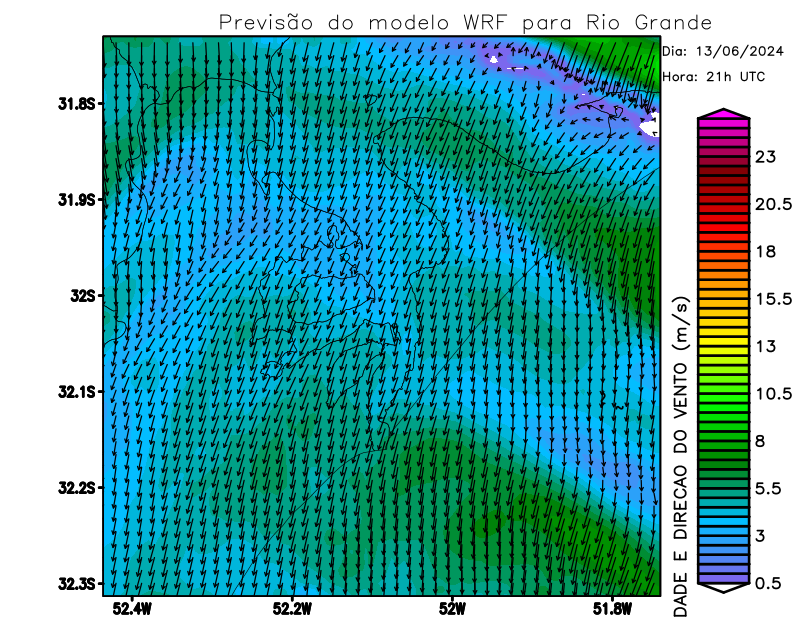 Previsão do modelo WRF para Rio Grande
Dia: 13/06/2024
Hora: 21h UTC
31.8S
31.9S
32S
32.1S
32.2S
32.3S
52.4W
52.2W
52W
51.8W
23
20.5
18
15.5
13
10.5
8
5.5
3
0.5
DADE E DIRECAO DO VENTO (m/s)